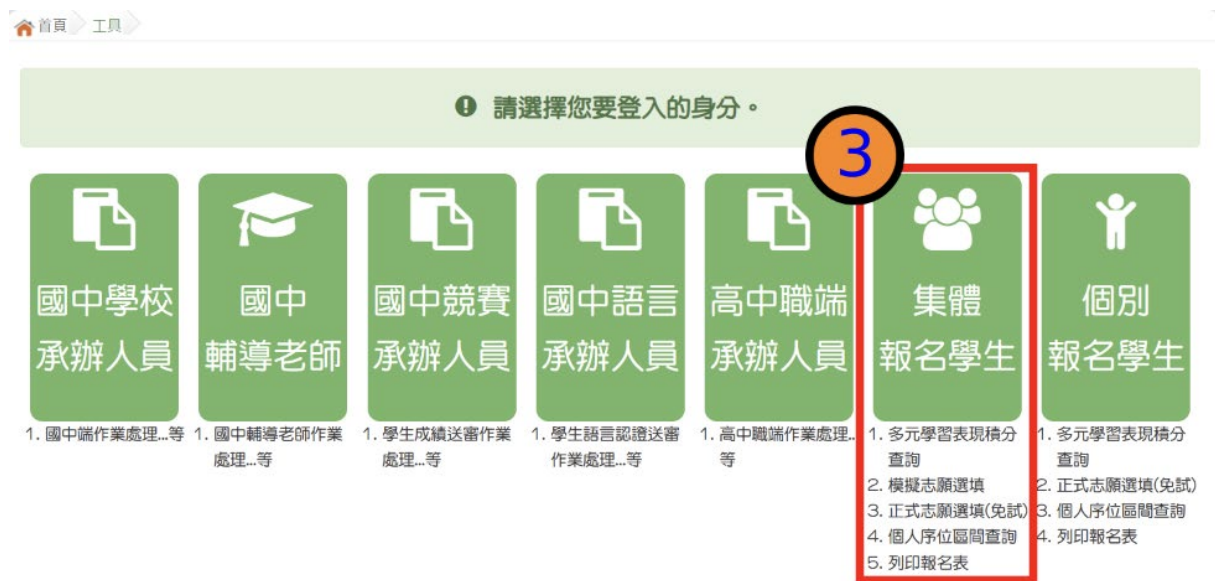 首頁 工具
請選擇您要登入的身分。
3
國中學校
承辦人員
1. 國中端作業處理...等
國中
輔導老師
1. 國中輔導老師作業
處理...等
國中競賽
承辦人員
1. 學生成績送審作業
處理...等
國中語言
承辦人員
1. 學生語言認證送審
作業處理...等
高中職端
承辦人員
1. 高中職端作業處理..
等
集體
報名學生
1. 多元學習表現積分
查詢
2. 模擬志願選填
3. 正式志願選填(免試)
4. 個人序位區間查詢
5. 列印報名表
個別
報名學生
1. 多元學習表現積分
查詢
2. 正式志願選填(免試)
3. 個人序位區間查詢
4. 列印報名表